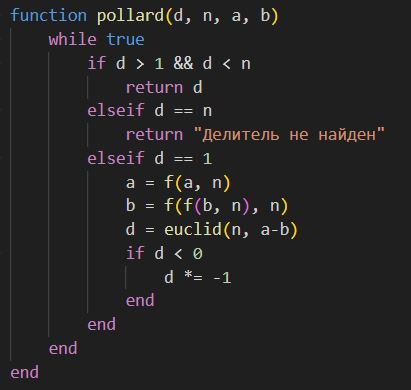 function pollard(d, n, a, b)
    while true
        if d > 1 && d < n
            return d
        elseif d == n
            return "Делитель не найден"
        elseif d == 1
            a = f(a, n)
            b = f(f(b, n), n)
            d = euclid(n, a-b)
            if d < 0
                d *= -1
            end
        end
    end
end